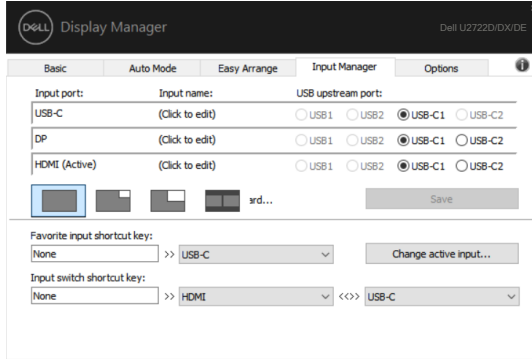 DELL Display Manager Dell U2722D/DX/DE
Basic Auto Mode Easy Arrange Input Manager Options i
Input port: Input name: USB upstream port:
USB-C (Click to edit) USB1 USB2 USB-C1 USB-C2
DP (Click to edit) USB1 USB2 USB-C1 USB-C2
HDMI (Active) (Click to edit) USB1 USB2 USB-C1 USB-C2
ard... Save
Favorite input shortcut key:
None >> USB-C Change active input...
Input switch shortcut key:
None >> HDMI <<>> USB-C